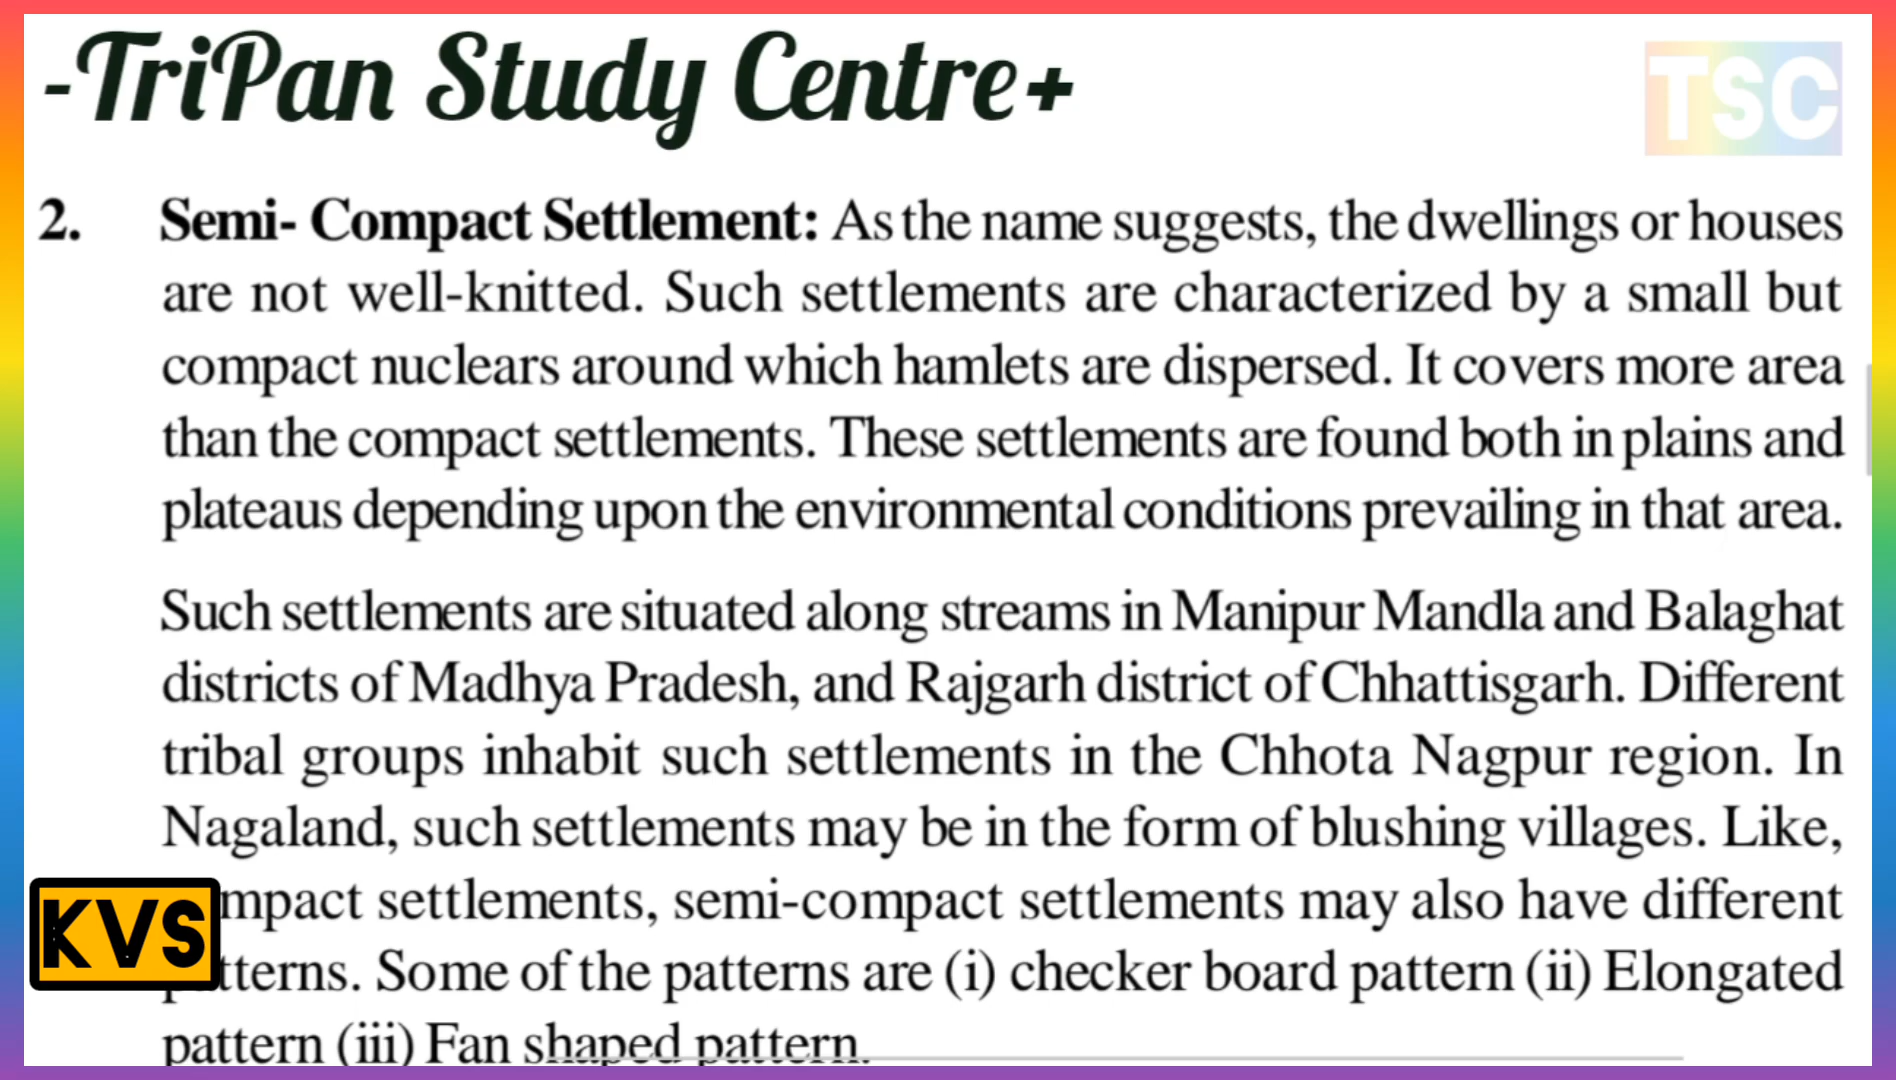 -TriPan Study Centre+
TSC
2. Semi- Compact Settlement: As the name suggests, the dwellings or houses
are not well-knitted. Such settlements are characterized by a small but
compact nuclears around which hamlets are dispersed. It covers more area
than the compact settlements. These settlements are found both in plains and
plateaus depending upon the environmental conditions prevailing in that area.
Such settlements are situated along streams in Manipur Mandla and Balaghat
districts of Madhya Pradesh, and Rajgarh district of Chhattisgarh. Different
tribal groups inhabit such settlements in the Chhota Nagpur region. In
Nagaland, such settlements may be in the form of blushing villages. Like,
mpact settlements, semi-compact settlements may also have different
tterns. Some of the patterns are (i) checker board pattern (ii) Elongated
pattern (iii) Fan shaped pattern.
KVS